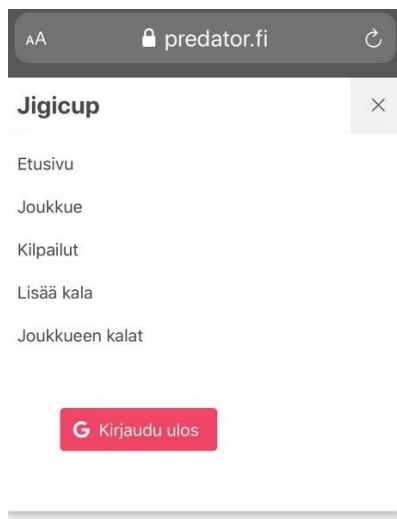 AA predator.fi
Jigicup
Etusivu
Joukkue
Kilpailut
Lisää kala
Joukkueen kalat
G Kirjaudu ulos